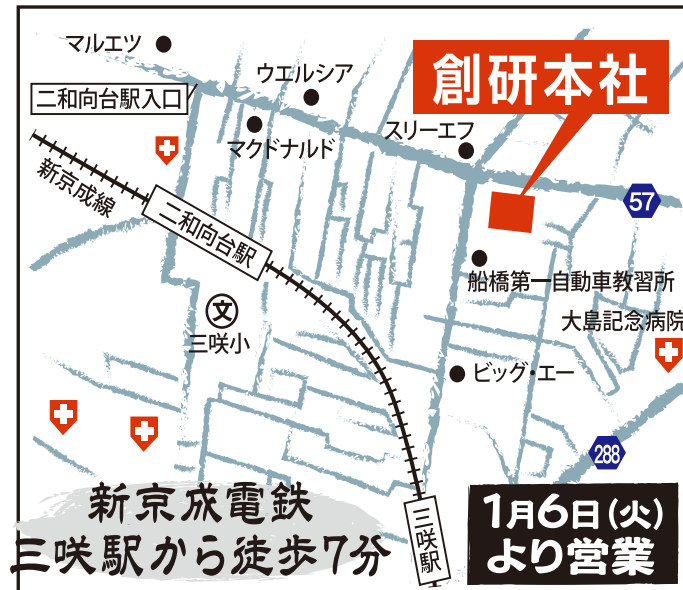 マルエツ
ウエルシア
創研本社
二和向台駅入口
マクドナルド
スリーエフ
新京成線
二和向台駅
57
船橋第一自動車教習所
文
三咲小
大島記念病院
ビッグ・エー
288
新京成電鉄
三咲駅から徒歩7分
三咲駅
1月6日(火)
より営業